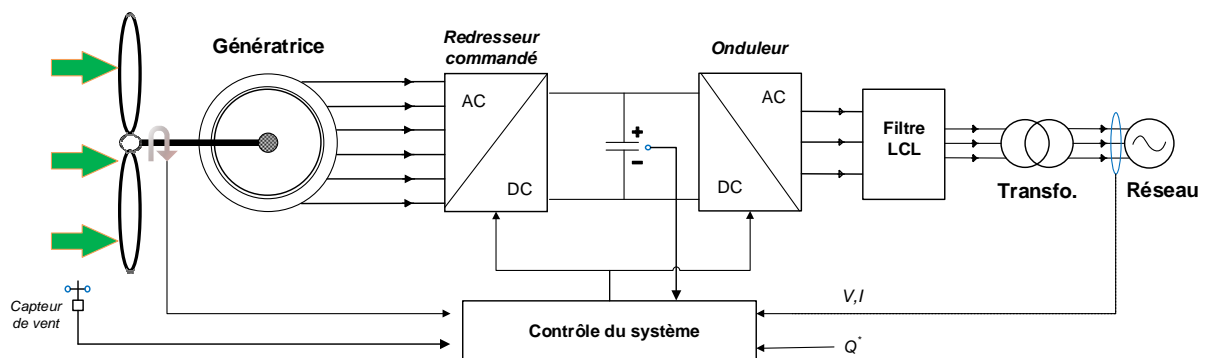 Génératrice
Redresseur
commandé
Onduleur
AC
DC
+
-
AC
DC
Filtre
LCL
Transfo.
Réseau
Capteur
de vent
Contrôle du système
V,I
Q*